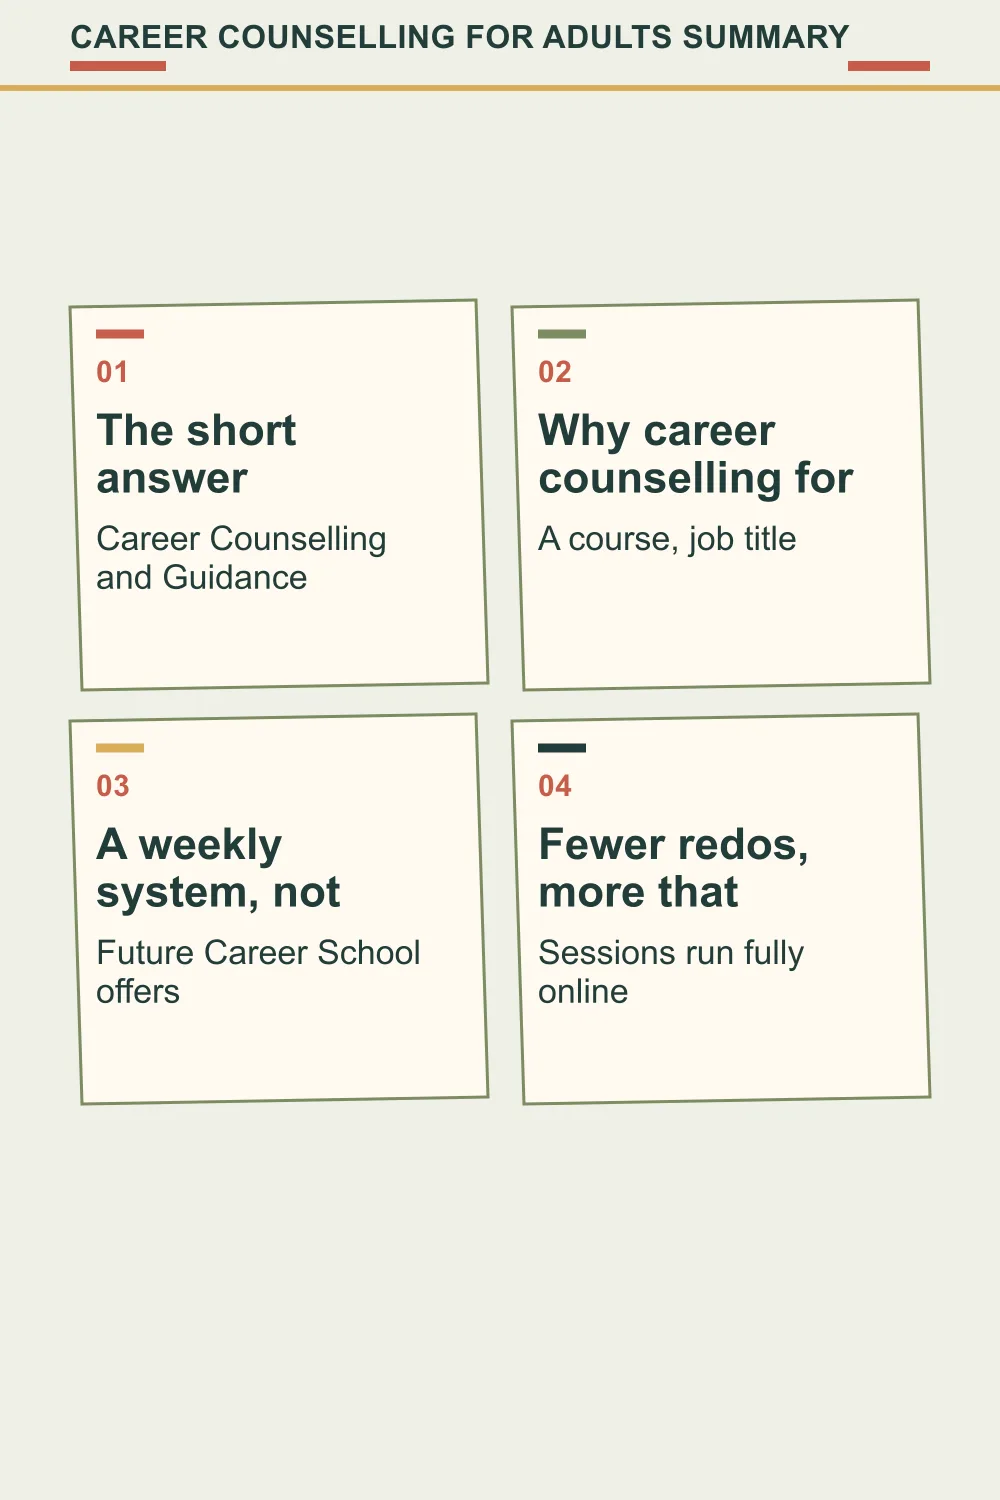 CAREER COUNSELLING FOR ADULTS SUMMARY
01
The short
answer
Career Counselling
and Guidance
02
Why career
counselling for
A course, job title
03
A weekly
system, not
Future Career School
offers
04
Fewer redos,
more that
Sessions run fully
online